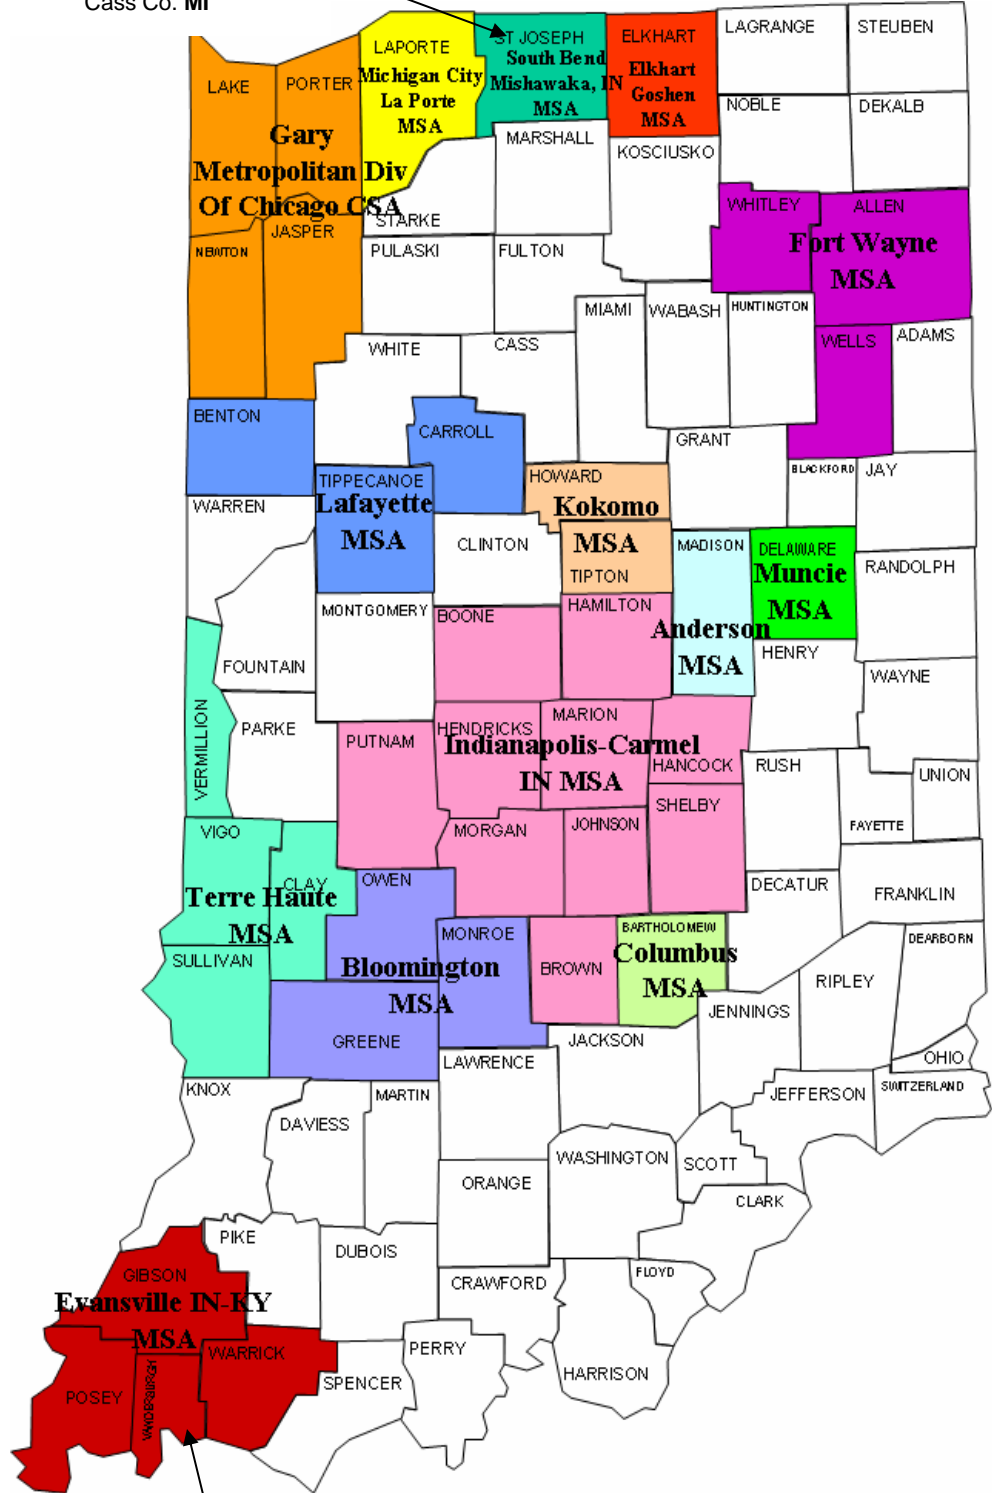 Cass Co. MI
LAGRANGE
STEUBEN
LAPORTE
ST JOSEPH
ELKHART
Michigan City
La Porte
MSA
South Bend
Mishawaka, IN
MSA
Elkhart
Goshen
MSA
LAKE
PORTER
NOBLE
DEKALB
Gary
Metropolitan Div
Of Chicago CSA
MARSHALL
KOSCIUSKO
STARKE
WHITLEY
ALLEN
Fort Wayne
MSA
NEWTON
JASPER
PULASKI
FULTON
MIAMI
WABASH
HUNTINGTON
WELLS
ADAMS
WHITE
CASS
BENTON
CARROLL
GRANT
BLACKFORD
JAY
TIPPECANOE
Lafayette
MSA
HOWARD
Kokomo
MSA
TIPTON
WARREN
CLINTON
MADISON
Anderson
MSA
DELAWARE
Muncie
MSA
RANDOLPH
MONTGOMERY
BOONE
HAMILTON
HENRY
WAYNE
FOUNTAIN
VERMILLION
PARKE
PUTNAM
HENDRICKS
MARION
HANCOCK
Indianapolis-Carmel
IN MSA
RUSH
UNION
FAYETTE
SHELBY
MORGAN
JOHNSON
VIGO
CLAY
Terre Haute
MSA
SULLIVAN
OWEN
MONROE
Bloomington
MSA
GREENE
BROWN
BARTHOLOMEW
Columbus
MSA
DECATUR
FRANKLIN
DEARBORN
RIPLEY
JENNINGS
JACKSON
LAWRENCE
OHIO
SWITZERLAND
JEFFERSON
KNOX
DAVIESS
MARTIN
WASHINGTON
SCOTT
ORANGE
CLARK
PIKE
DUBOIS
CRAWFORD
FLOYD
GIBSON
Evansville IN-KY
MSA
WARRICK
PERRY
HARRISON
SPENCER
POSEY
VANDERBURGH